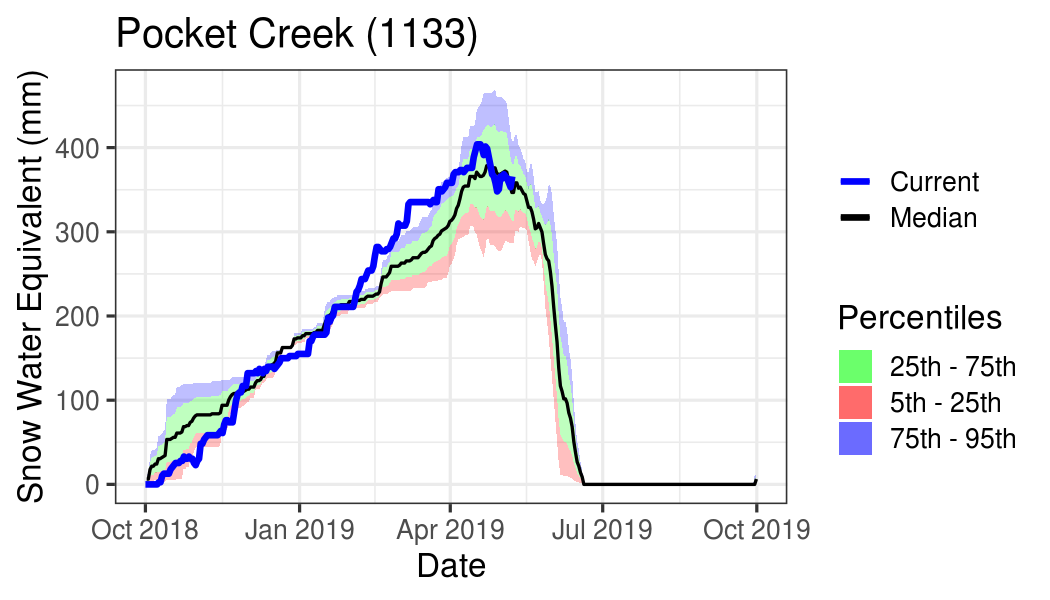 Pocket Creek (1133)
Snow Water Equivalent (mm)
400
300
200
100
0
Oct 2018 Jan 2019 Apr 2019 Jul 2019 Oct 2019
Date
Current
Median
Percentiles
25th - 75th
5th - 25th
75th - 95th